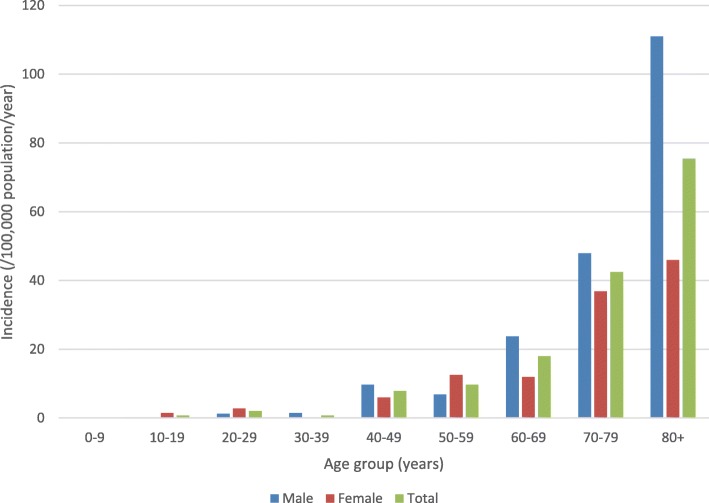 Incidence (/100,000 population/year)
120
100
80
60
40
20
0
0-9 10-19 20-29 30-39 40-49 50-59 60-69 70-79 80+
Age group (years)
Male Female Total